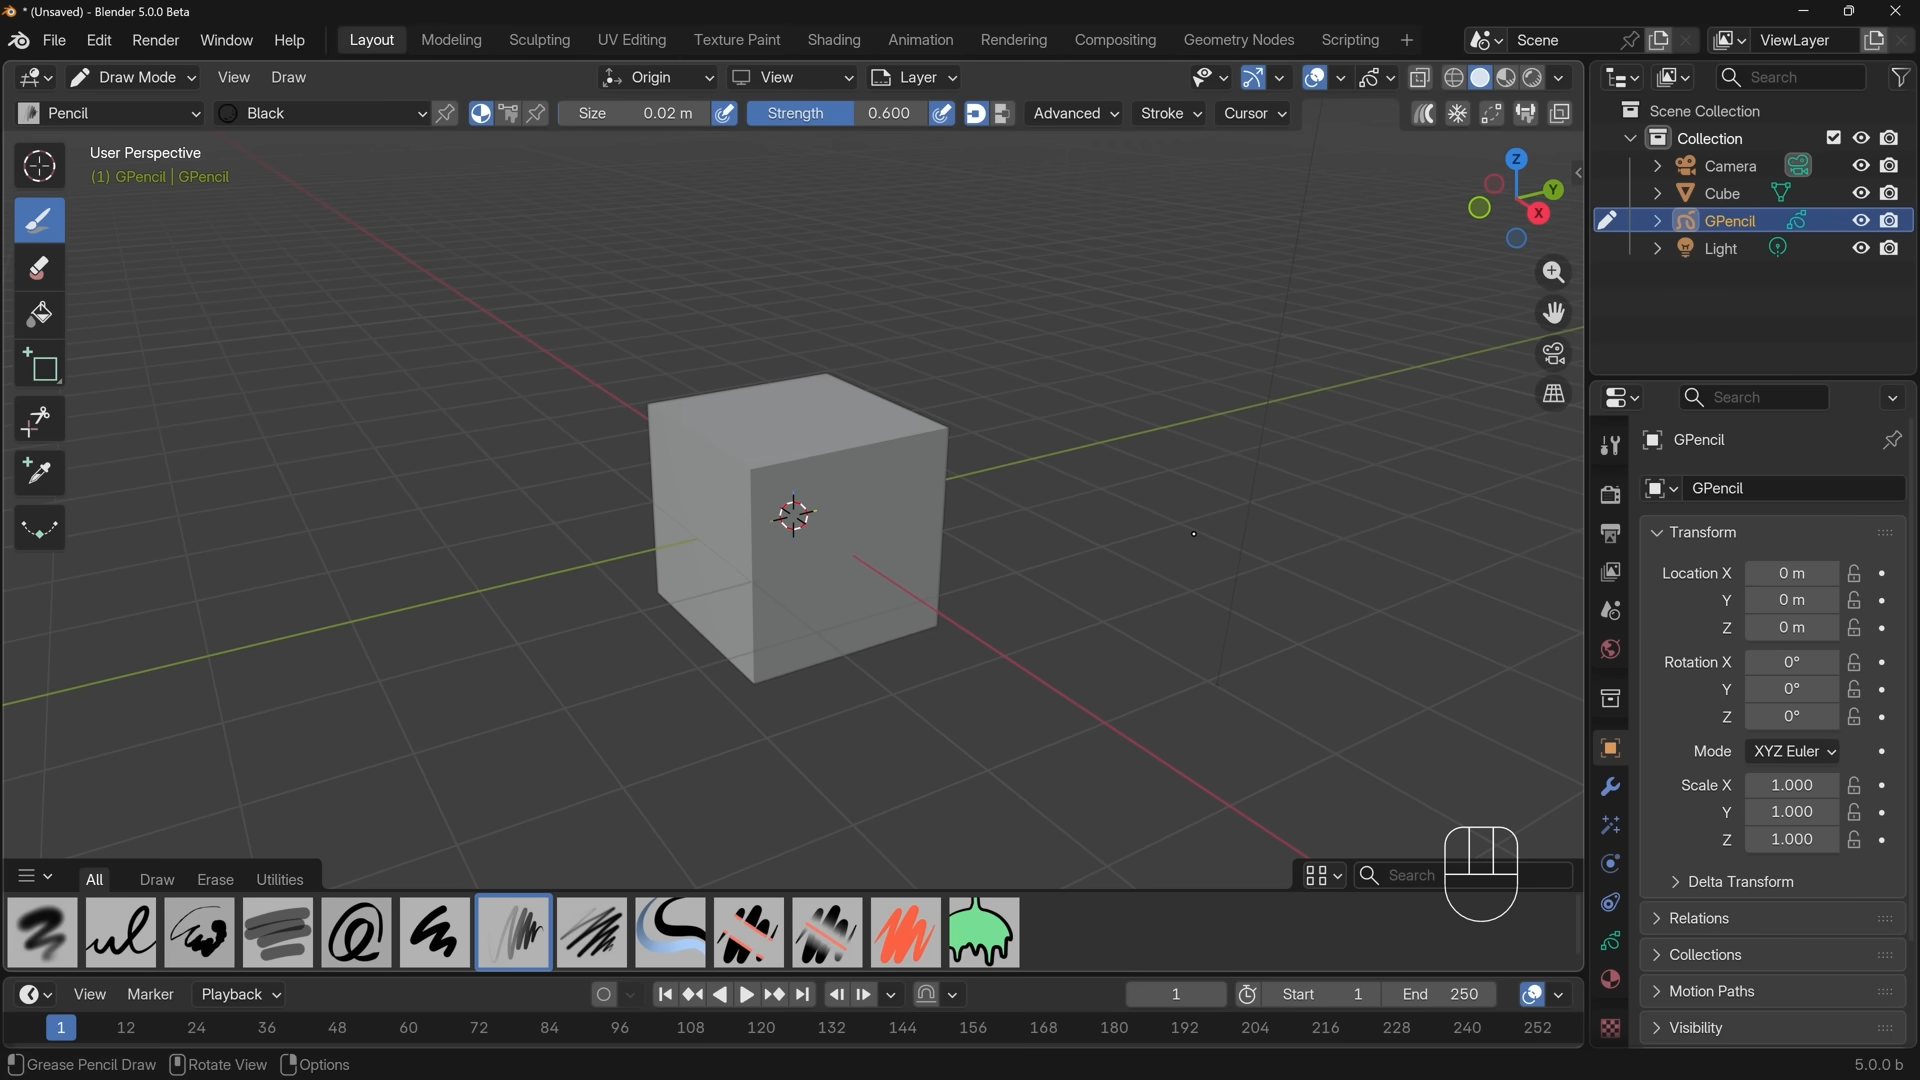 * (Unsaved) - Blender 5.0.0 Beta
File Edit Render Window Help Layout Modeling Sculpting UV Editing Texture Paint Shading Animation Rendering Compositing Geometry Nodes Scripting Scene ViewLayer
Draw Mode View Draw Origin View Layer Search
Pencil Black Size 0.02 m Strength 0.600 Advanced Stroke Cursor
Scene Collection
Collection
Camera
Cube
GPencil
Light
User Perspective
(1) GPencil | GPencil
Z
Y
X
Search
GPencil
GPencil
Transform
Location X 0 m
Y 0 m
Z 0 m
Rotation X 0°
Y 0°
Z 0°
Mode XYZ Euler
Scale X 1.000
Y 1.000
Z 1.000
Delta Transform
Relations
Collections
Motion Paths
Visibility
All Draw Erase Utilities Search
View Marker Playback 1 Start 1 End 250
1 12 24 36 48 60 72 84 96 108 120 132 144 156 168 180 192 204 216 228 240 252
Grease Pencil Draw Rotate View Options 5.0.0 b